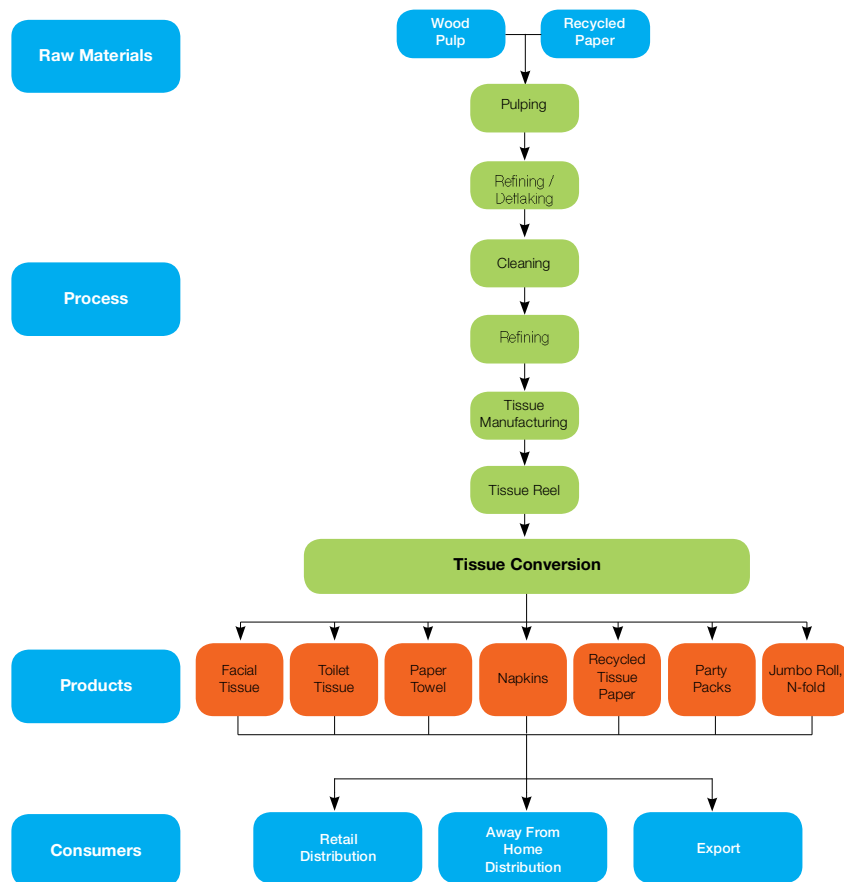 Raw Materials
Wood
Pulp
Recycled
Paper
Pulping
Refining /
Deflaking
Process
Cleaning
Refining
Tissue
Manufacturing
Tissue Reel
Tissue Conversion
Products
Facial
Tissue
Toilet
Tissue
Paper
Towel
Napkins
Recycled
Tissue
Paper
Party
Packs
Jumbo Roll,
N-fold
Consumers
Retail
Distribution
Away From
Home
Distribution
Export